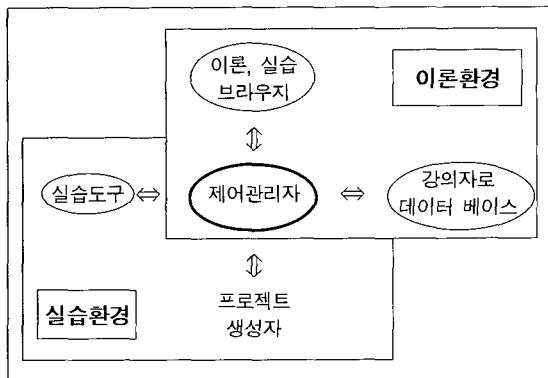 이론, 실습
브라우저
이론환경
실습도구
제어관리자
강의자로
데이터 베이스
실습환경
프로젝트
생성자